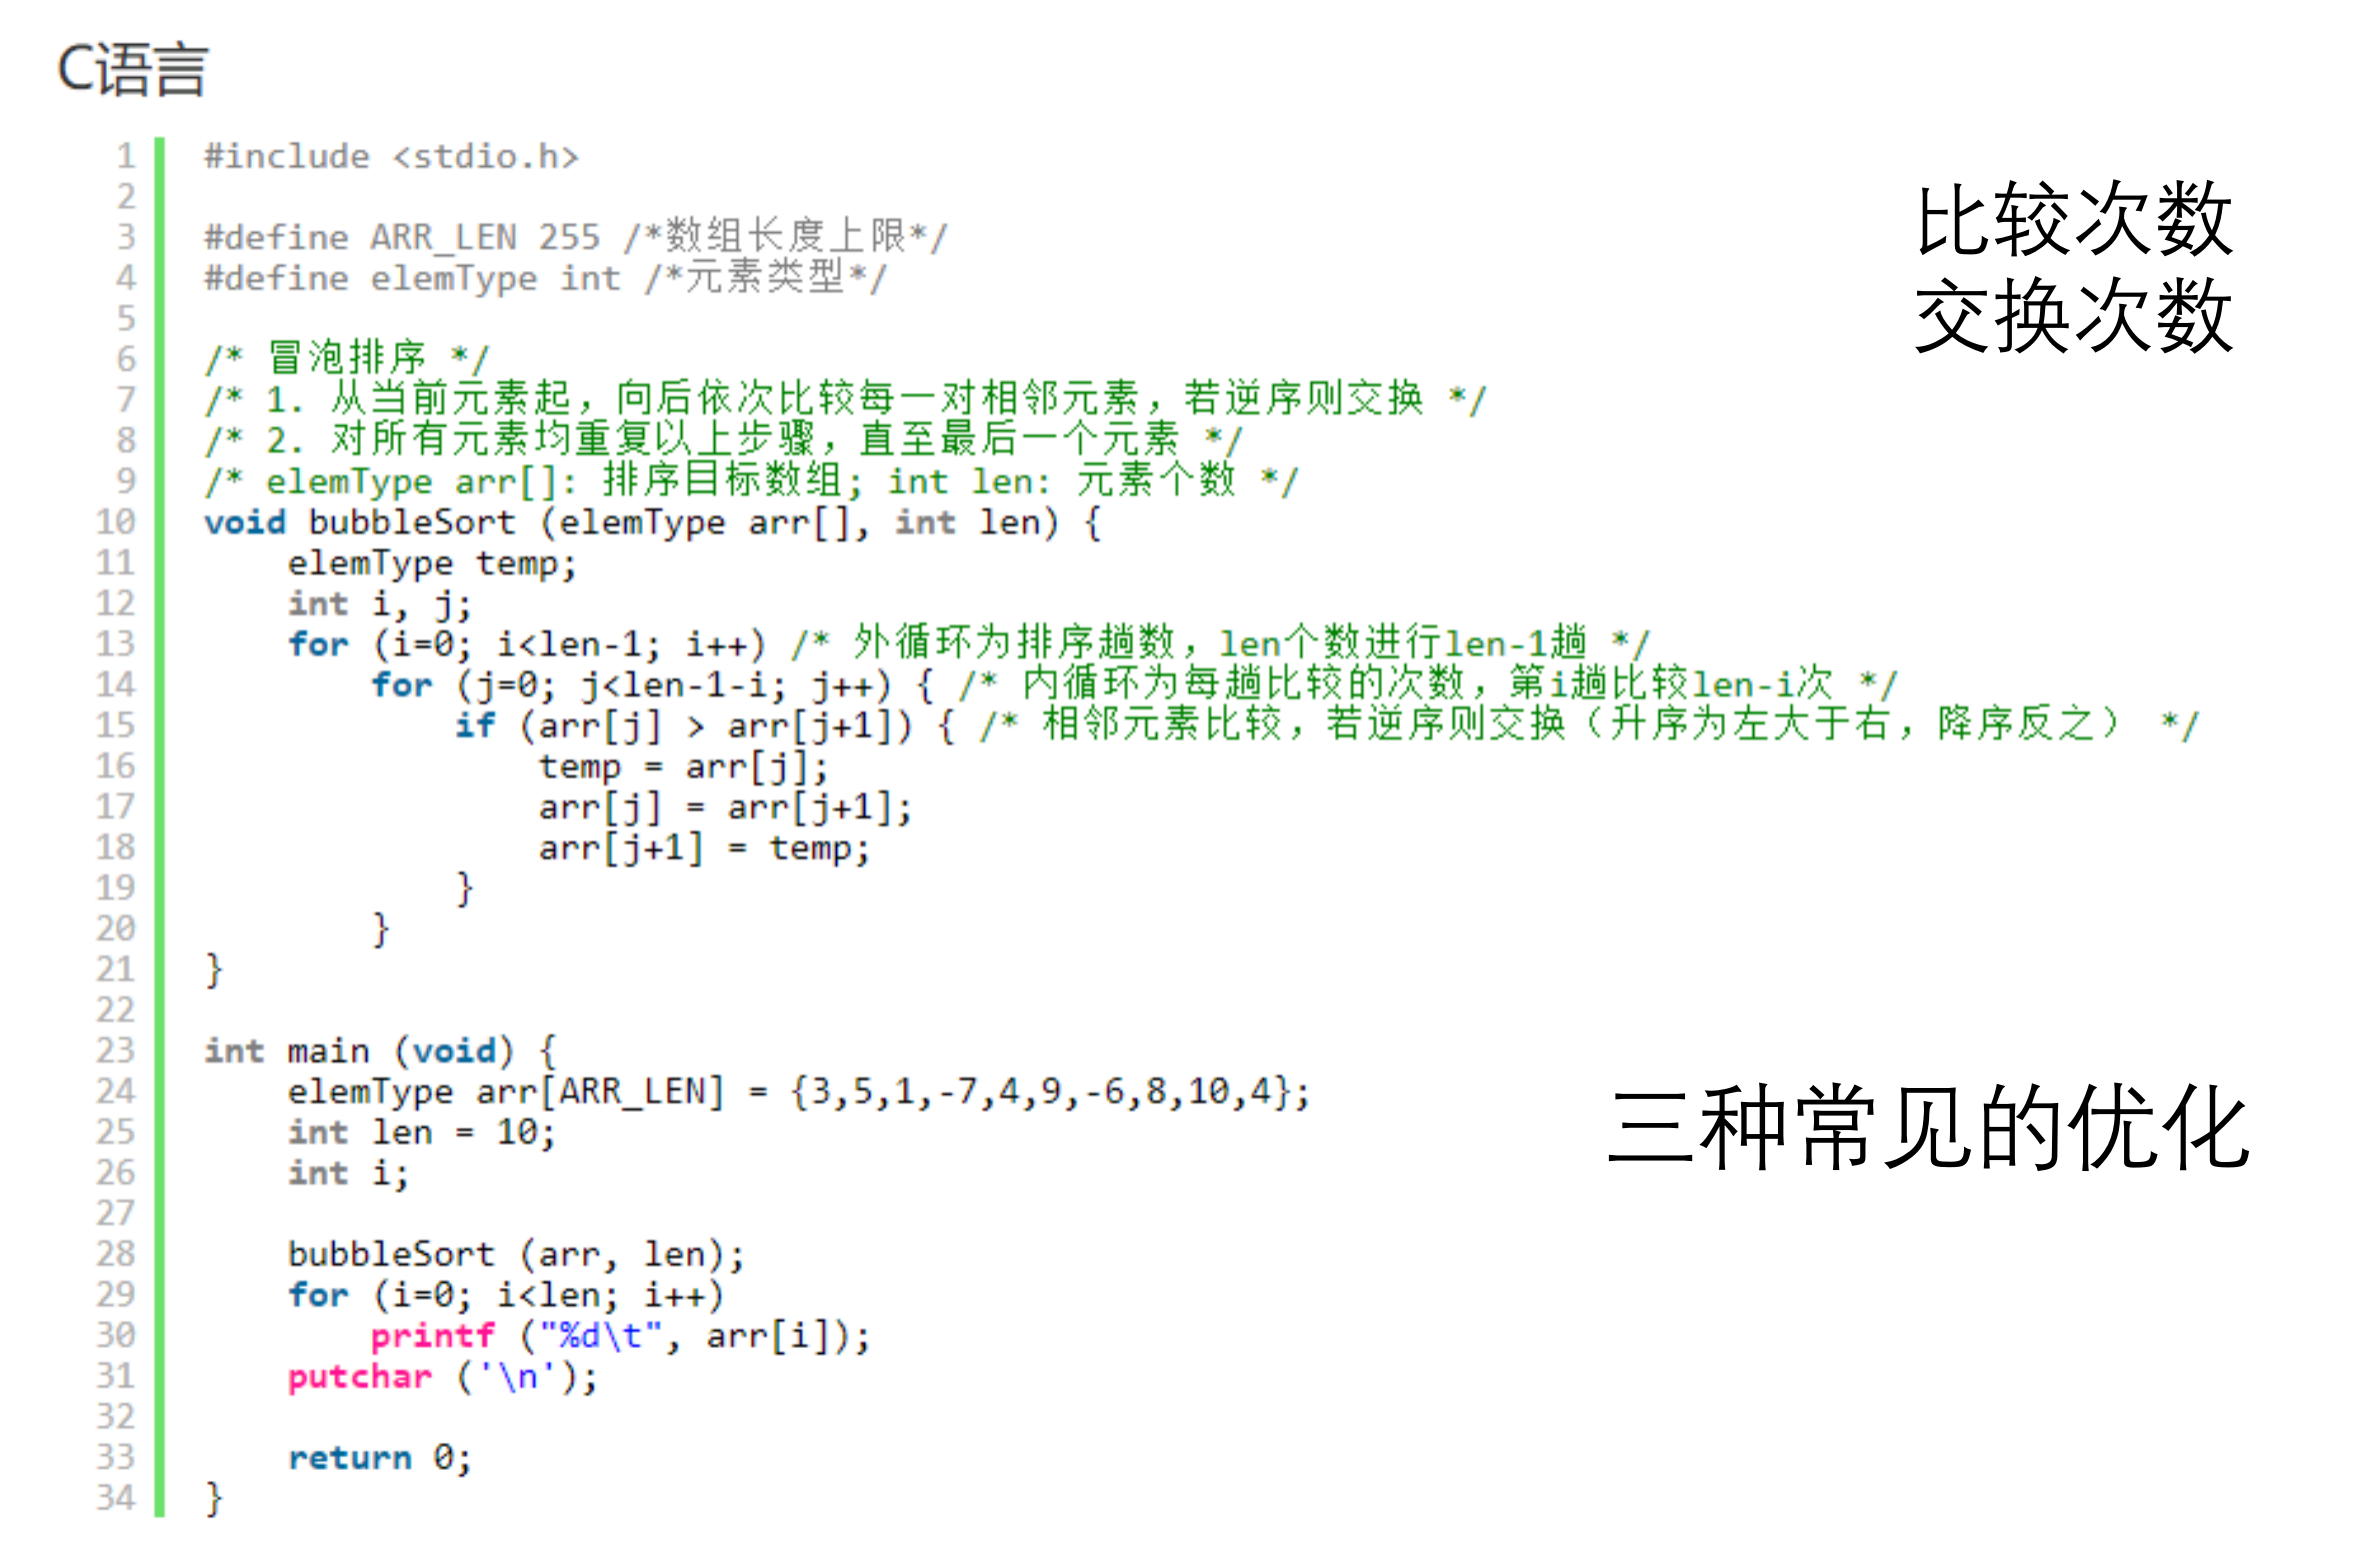 C语言
1 #include <stdio.h>
2
3 #define ARR_LEN 255 /*数组长度上限*/
4 #define elemType int /*元素类型*/
5
6 /* 冒泡排序 */
7 /* 1. 从当前元素起，向后依次比较每一对相邻元素，若逆序则交换 */
8 /* 2. 对所有元素均重复以上步骤，直至最后一个元素 */
9 /* elemType arr[]: 排序目标数组; int len: 元素个数 */
10 void bubbleSort (elemType arr[], int len) {
11     elemType temp;
12     int i, j;
13     for (i=0; i<len-1; i++) /* 外循环为排序趟数，len个数进行len-1趟 */
14         for (j=0; j<len-1-i; j++) { /* 内循环为每趟比较的次数，第i趟比较len-i次 */
15             if (arr[j] > arr[j+1]) { /* 相邻元素比较，若逆序则交换（升序为左大于右，降序反之） */
16                 temp = arr[j];
17                 arr[j] = arr[j+1];
18                 arr[j+1] = temp;
19             }
20         }
21 }
22
23 int main (void) {
24     elemType arr[ARR_LEN] = {3,5,1,-7,4,9,-6,8,10,4};
25     int len = 10;
26     int i;
27
28     bubbleSort (arr, len);
29     for (i=0; i<len; i++)
30         printf ("%d\t", arr[i]);
31     putchar ('\n');
32
33     return 0;
34 }
比较次数
交换次数
三种常见的优化